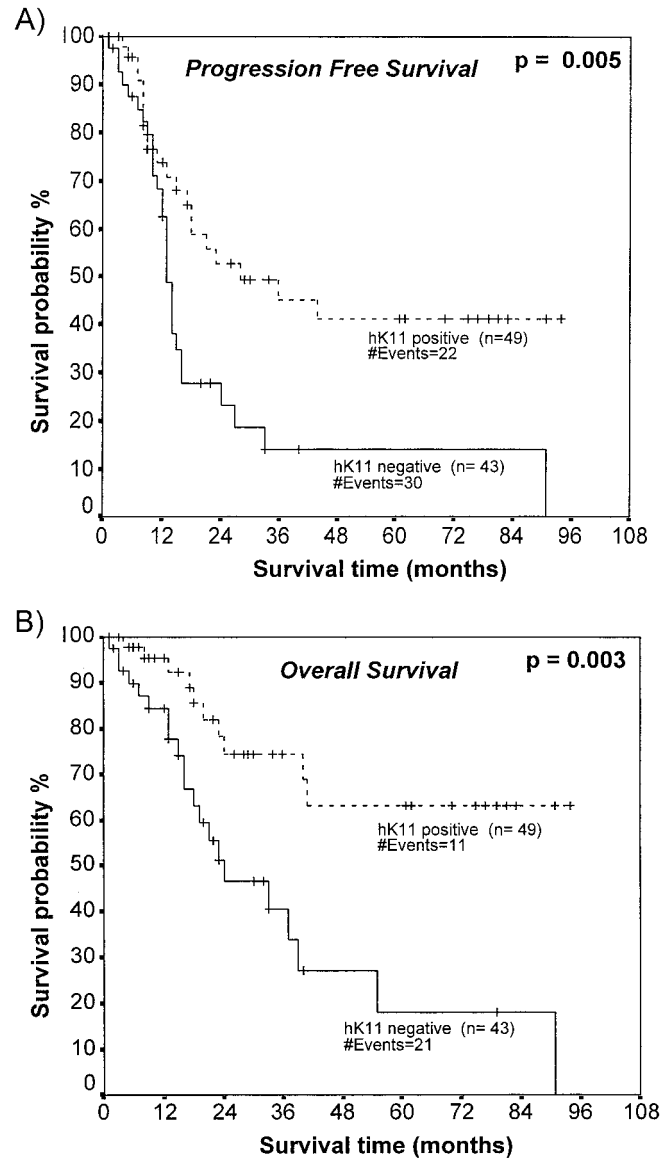 A)
Progression Free Survival
p = 0.005
Survival probability %
100
90
80
70
60
50
40
30
20
10
0
hK11 positive (n=49)
#Events=22
hK11 negative (n= 43)
#Events=30
0 12 24 36 48 60 72 84 96 108
Survival time (months)
B)
Overall Survival
p = 0.003
Survival probability %
100
90
80
70
60
50
40
30
20
10
0
hK11 positive (n= 49)
#Events=11
hK11 negative (n= 43)
#Events=21
0 12 24 36 48 60 72 84 96 108
Survival time (months)